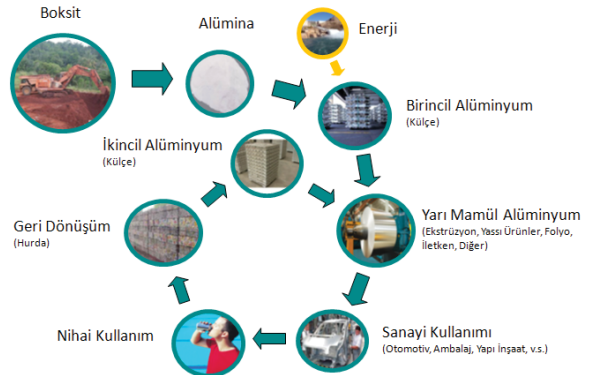 Boksit
Alümina
Enerji
Birincil Alüminyum
(Külçe)
İkincil Alüminyum
(Külçe)
Yarı Mamül Alüminyum
(Ekstrüzyon, Yassı Ürünler, Folyo,
İletken, Diğer)
Geri Dönüşüm
(Hurda)
Nihai Kullanım
Sanayi Kullanımı
(Otomotiv, Ambalaj, Yapı İnşaat, v.s.)